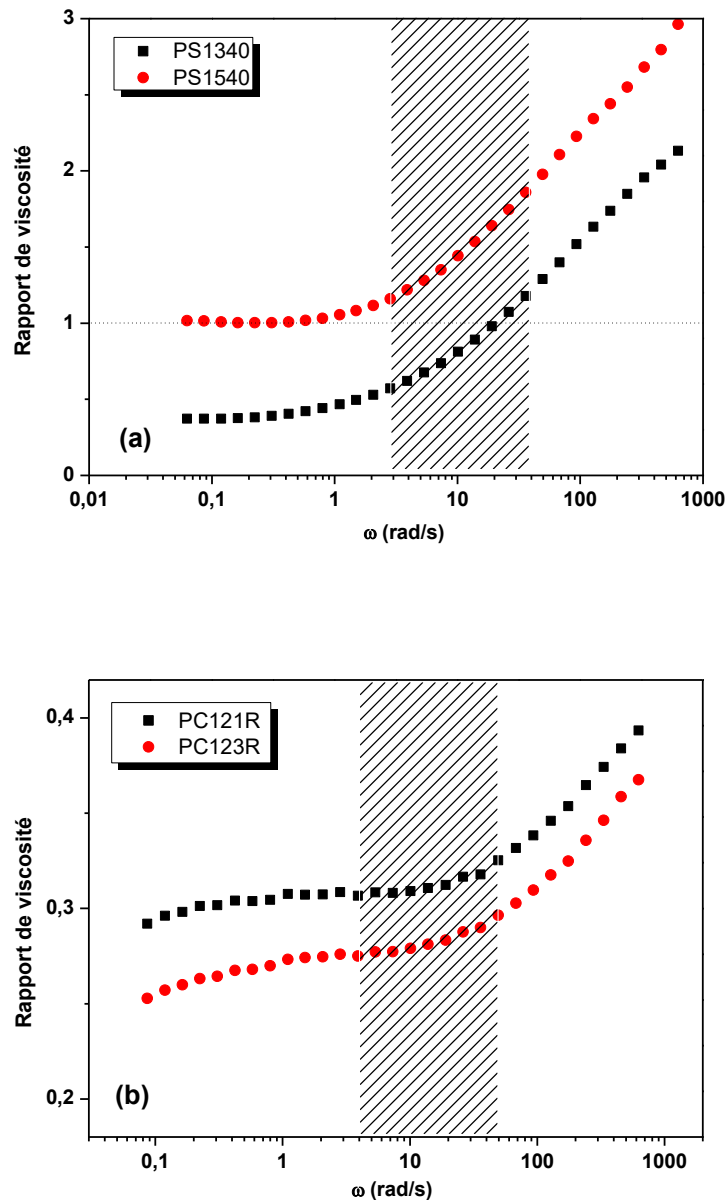 3
PS1340
PS1540
2
Rapport de viscosité
1
(a)
0
0,01 0,1 1 10 100 1000
ω (rad/s)
PC121R
0,4
PC123R
Rapport de viscosité
0,3
0,2
(b)
0,1 1 10 100 1000
ω (rad/s)